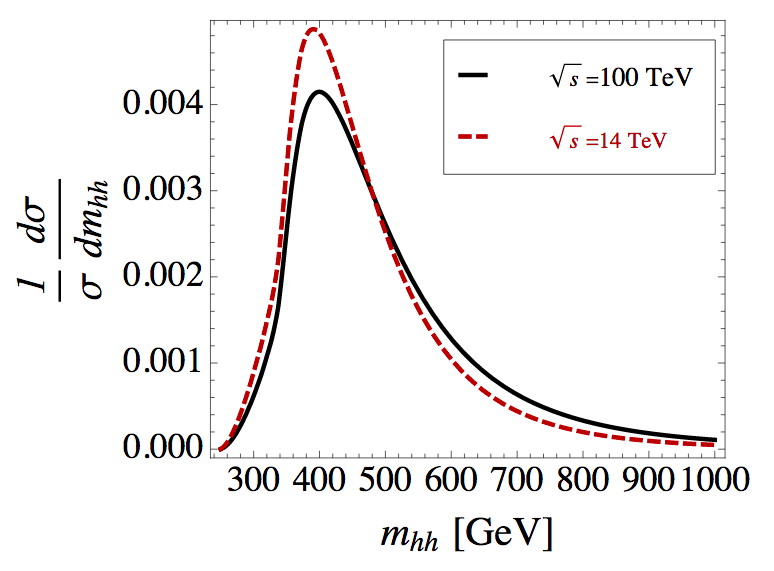 √s =100 TeV
√s =14 TeV
0.004
0.003
0.002
0.001
0.000
1 dσ
σ dm_hh
300 400 500 600 700 800 900 1000
m_hh [GeV]